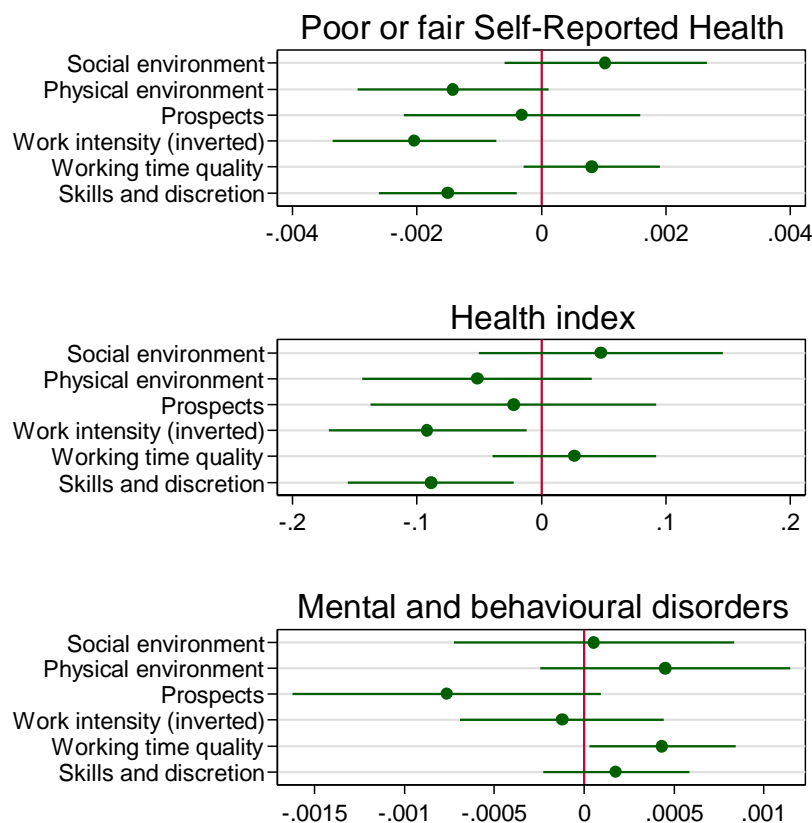 Poor or fair Self-Reported Health
Social environment
Physical environment
Prospects
Work intensity (inverted)
Working time quality
Skills and discretion
-.004 -.002 0 .002 .004
Health index
Social environment
Physical environment
Prospects
Work intensity (inverted)
Working time quality
Skills and discretion
-.2 -.1 0 .1 .2
Mental and behavioural disorders
Social environment
Physical environment
Prospects
Work intensity (inverted)
Working time quality
Skills and discretion
-.0015 -.001 -.0005 0 .0005 .001